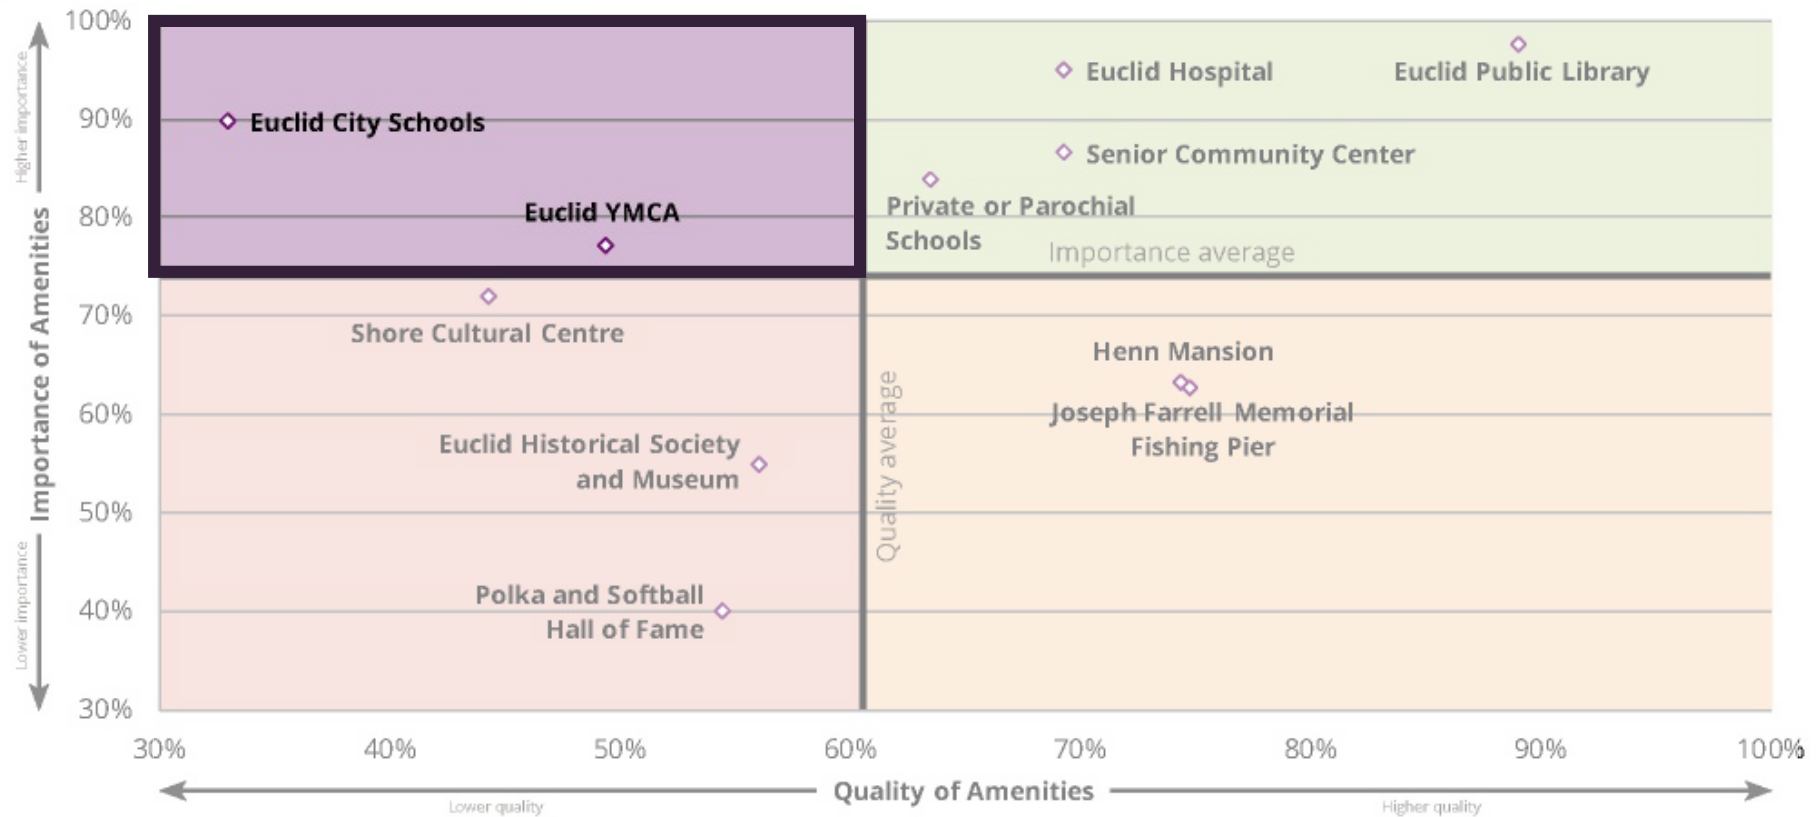 100%
Euclid Hospital
Euclid Public Library
90%
Euclid City Schools
Senior Community Center
Private or Parochial
Schools
80%
Euclid YMCA
Importance average
Shore Cultural Centre
70%
Henn Mansion
Joseph Farrell Memorial
Fishing Pier
60%
Euclid Historical Society
and Museum
50%
Quality average
Polka and Softball
Hall of Fame
40%
30%
Higher importance
Importance of Amenities
Lower importance
30%
40%
50%
60%
70%
80%
90%
100%
Lower quality
Quality of Amenities
Higher quality